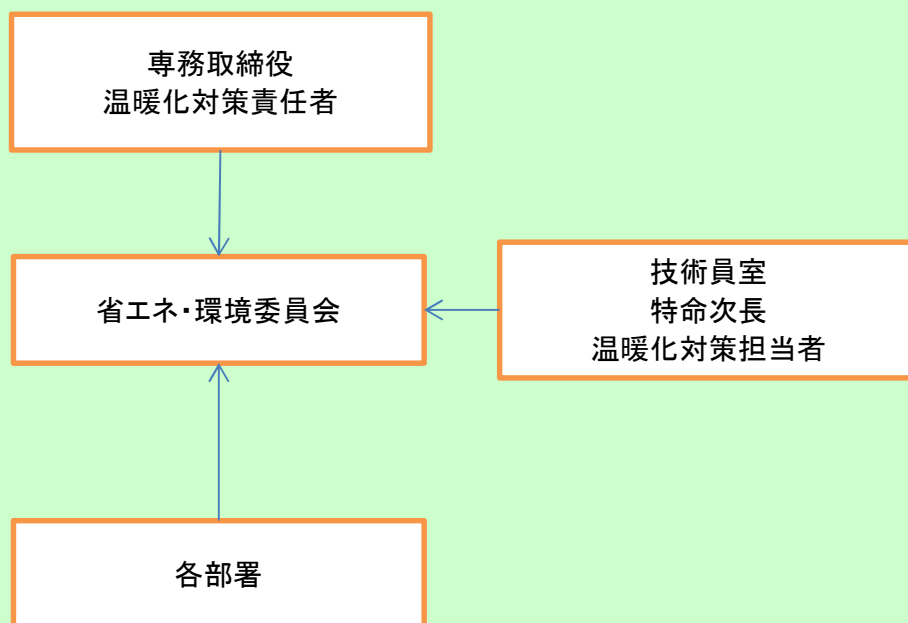 専務取締役
温暖化対策責任者
省エネ・環境委員会
技術員室
特命次長
温暖化対策担当者
各部署